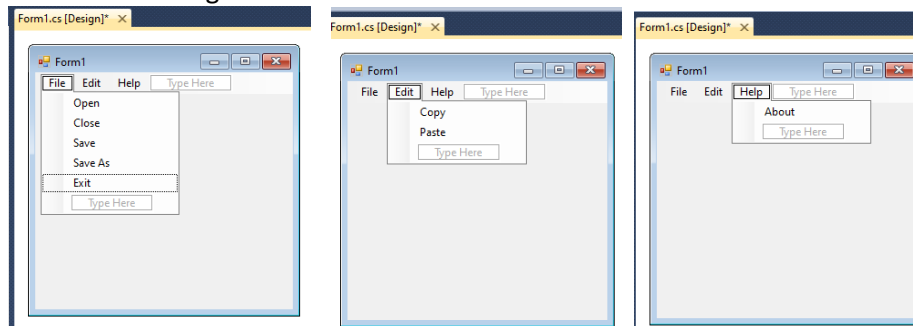 Form1.cs [Design]* ×
Form1
File Edit Help Type Here
Open
Close
Save
Save As
Exit
Type Here
Form1.cs [Design]* ×
Form1
File Edit Help Type Here
Copy
Paste
Type Here
Form1.cs [Design]* ×
Form1
File Edit Help Type Here
About
Type Here